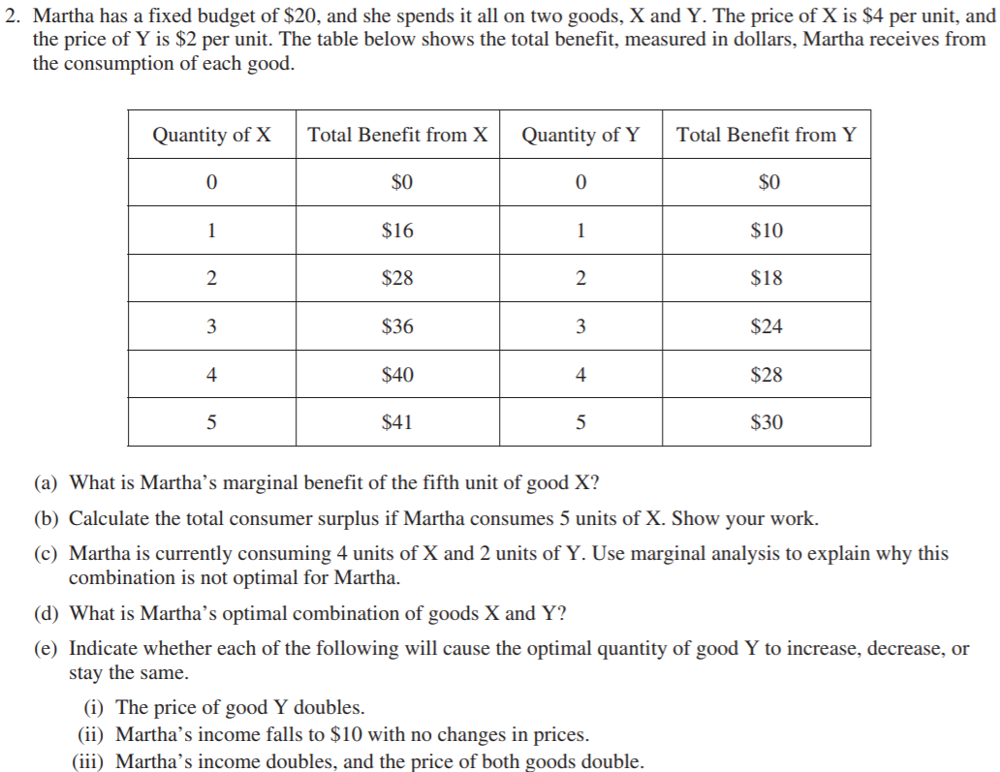 2. Martha has a fixed budget of $20, and she spends it all on two goods, X and Y. The price of X is $4 per unit, and
the price of Y is $2 per unit. The table below shows the total benefit, measured in dollars, Martha receives from
the consumption of each good.
Quantity of X Total Benefit from X Quantity of Y Total Benefit from Y
0 $0 0 $0
1 $16 1 $10
2 $28 2 $18
3 $36 3 $24
4 $40 4 $28
5 $41 5 $30
(a) What is Martha's marginal benefit of the fifth unit of good X?
(b) Calculate the total consumer surplus if Martha consumes 5 units of X. Show your work.
(c) Martha is currently consuming 4 units of X and 2 units of Y. Use marginal analysis to explain why this
combination is not optimal for Martha.
(d) What is Martha's optimal combination of goods X and Y?
(e) Indicate whether each of the following will cause the optimal quantity of good Y to increase, decrease, or
stay the same.
(i) The price of good Y doubles.
(ii) Martha's income falls to $10 with no changes in prices.
(iii) Martha's income doubles, and the price of both goods double.